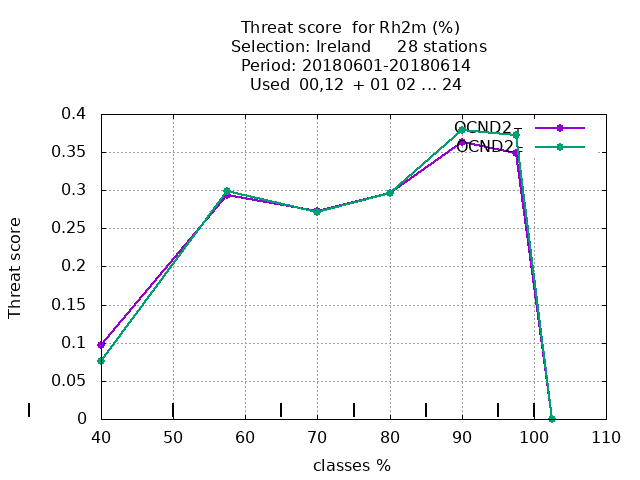 Threat score for Rh2m (%)
Selection: Ireland 28 stations
Period: 20180601-20180614
Used 00,12 + 01 02 ... 24
0.4
0.35
0.3
0.25
0.2
0.15
0.1
0.05
0
Threat score
OCND2
OCND2
40 50 60 70 80 90 100 110
classes %